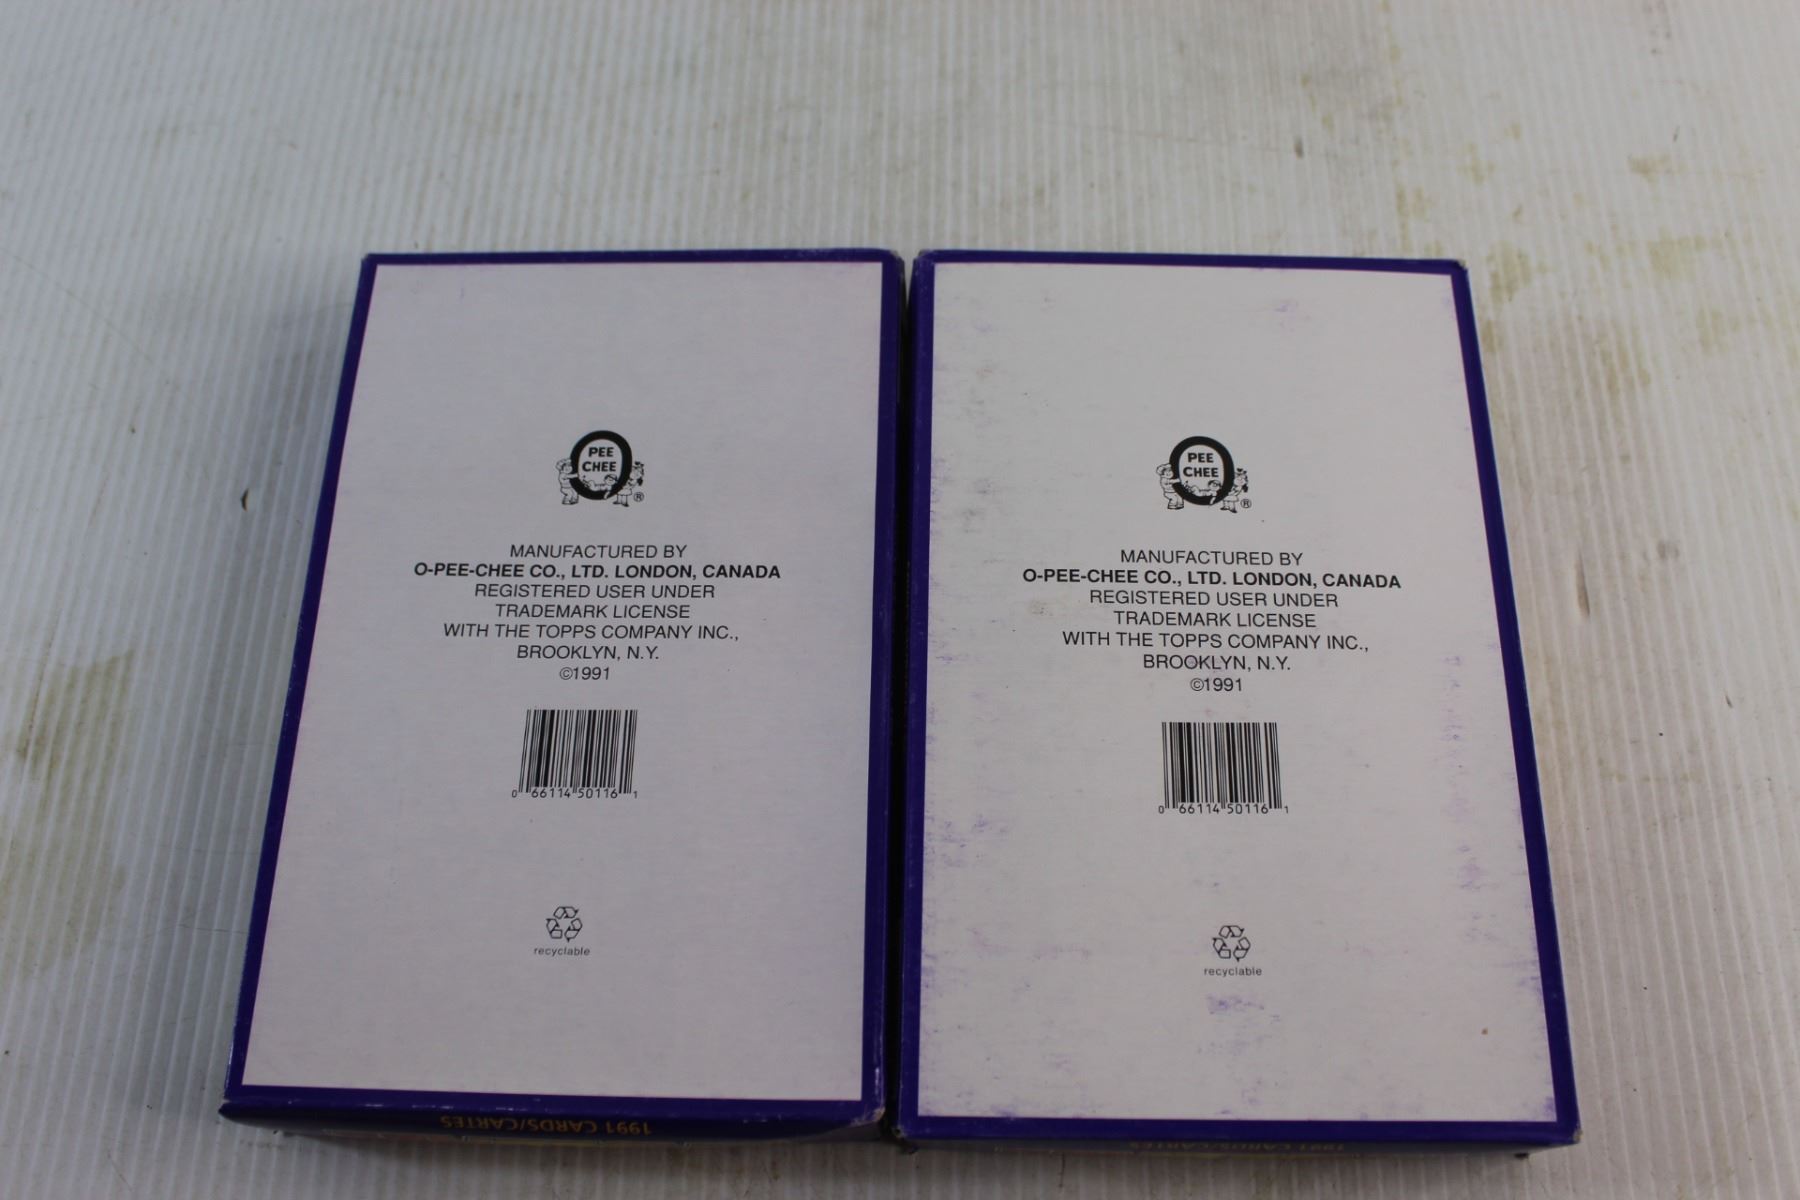 PEE
CHEE
®
MANUFACTURED BY
O-PEE-CHEE CO., LTD. LONDON, CANADA
REGISTERED USER UNDER
TRADEMARK LICENSE
WITH THE TOPPS COMPANY INC.,
BROOKLYN, N.Y.
©1991
0 66114 50116 1
recyclable
1991 CARDS/CARTES
PEE
CHEE
®
MANUFACTURED BY
O-PEE-CHEE CO., LTD. LONDON, CANADA
REGISTERED USER UNDER
TRADEMARK LICENSE
WITH THE TOPPS COMPANY INC.,
BROOKLYN, N.Y.
©1991
0 66114 50116 1
recyclable
1991 CARDS/CARTES